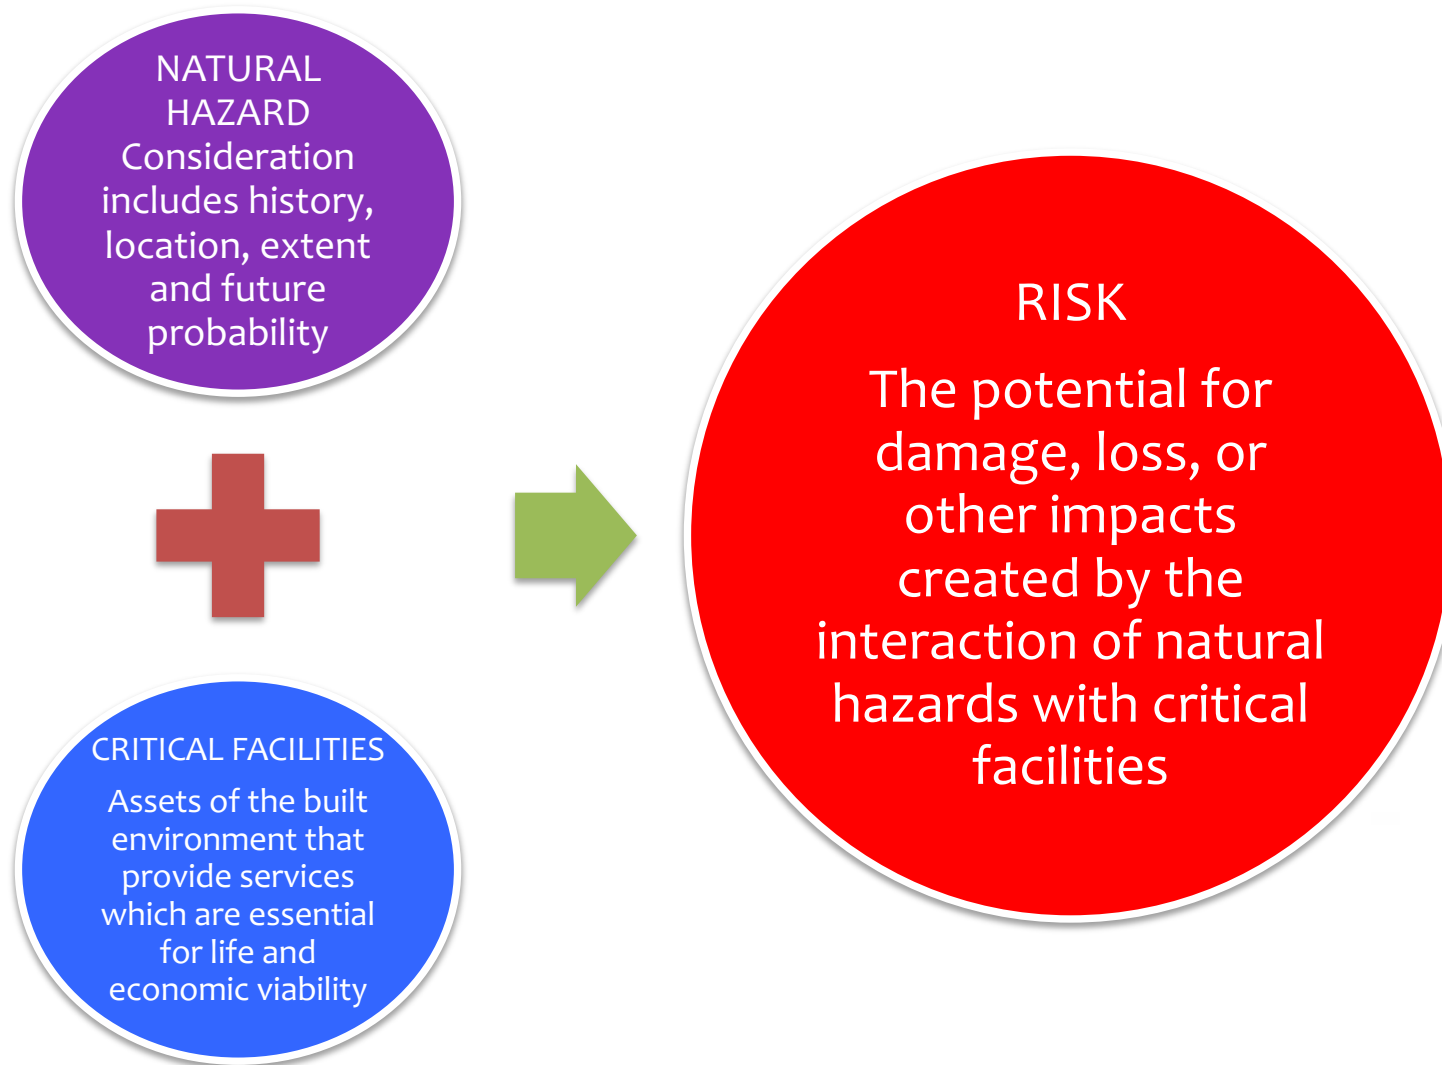 NATURAL
HAZARD
Consideration
includes history,
location, extent
and future
probability
CRITICAL FACILITIES
Assets of the built
environment that
provide services
which are essential
for life and
economic viability
RISK
The potential for
damage, loss, or
other impacts
created by the
interaction of natural
hazards with critical
facilities